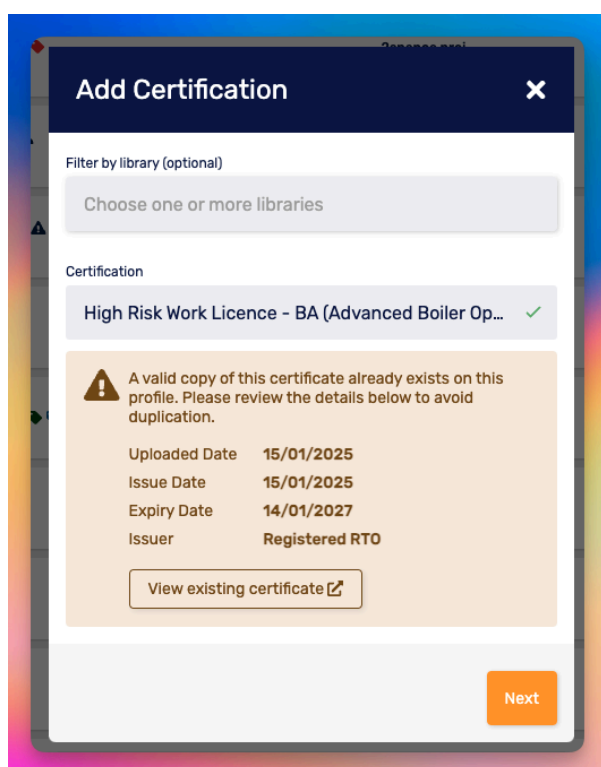 Add Certification
Filter by library (optional)
Choose one or more libraries
Certification
High Risk Work Licence - BA (Advanced Boiler Op...
A valid copy of this certificate already exists on this
profile. Please review the details below to avoid
duplication.
Uploaded Date 15/01/2025
Issue Date 15/01/2025
Expiry Date 14/01/2027
Issuer Registered RTO
View existing certificate
Next